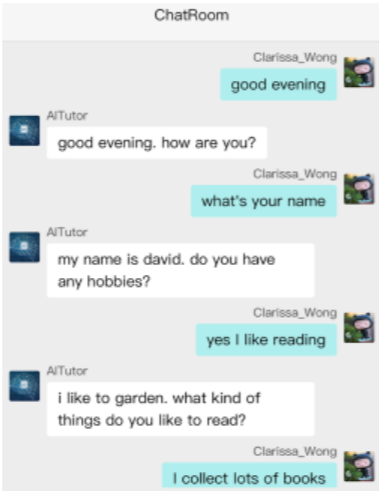 ChatRoom
Clarissa_Wong
good evening
AITutor
good evening. how are you?
Clarissa_Wong
what's your name
AITutor
my name is david. do you have
any hobbies?
Clarissa_Wong
yes I like reading
AITutor
i like to garden. what kind of
things do you like to read?
Clarissa_Wong
I collect lots of books